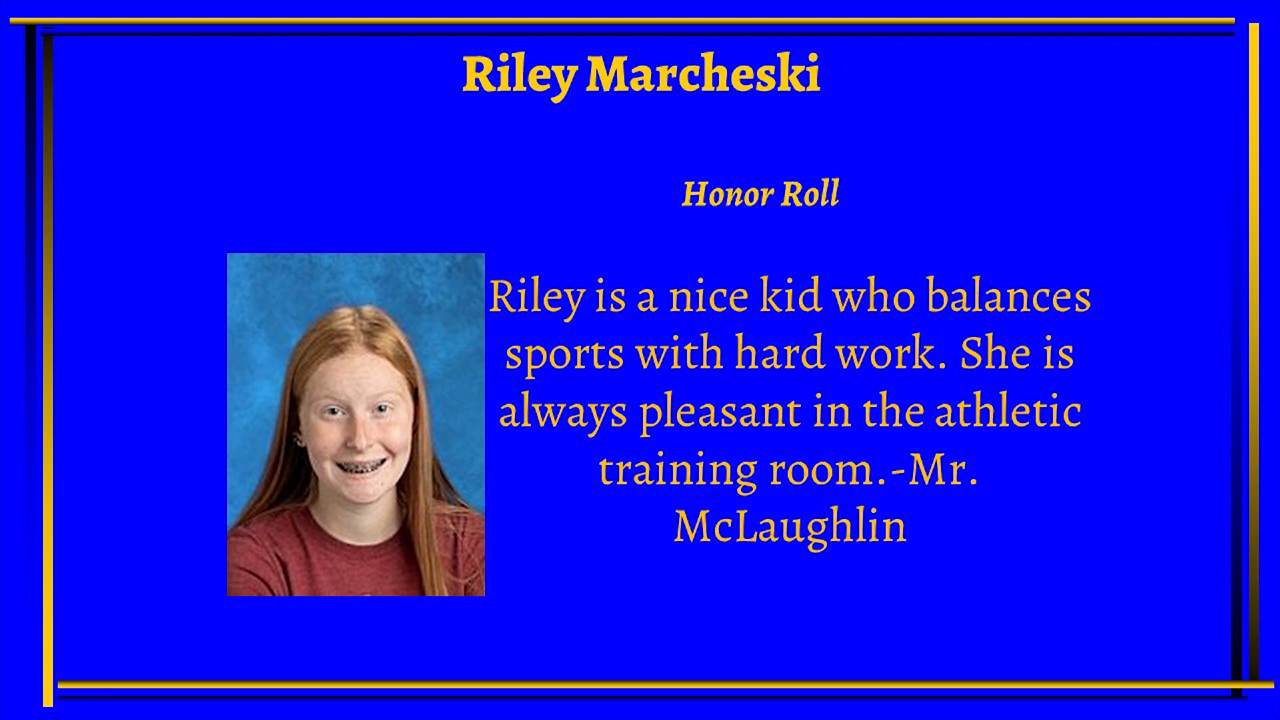 Riley Marcheski
Honor Roll
Riley is a nice kid who balances
sports with hard work. She is
always pleasant in the athletic
training room.-Mr.
McLaughlin